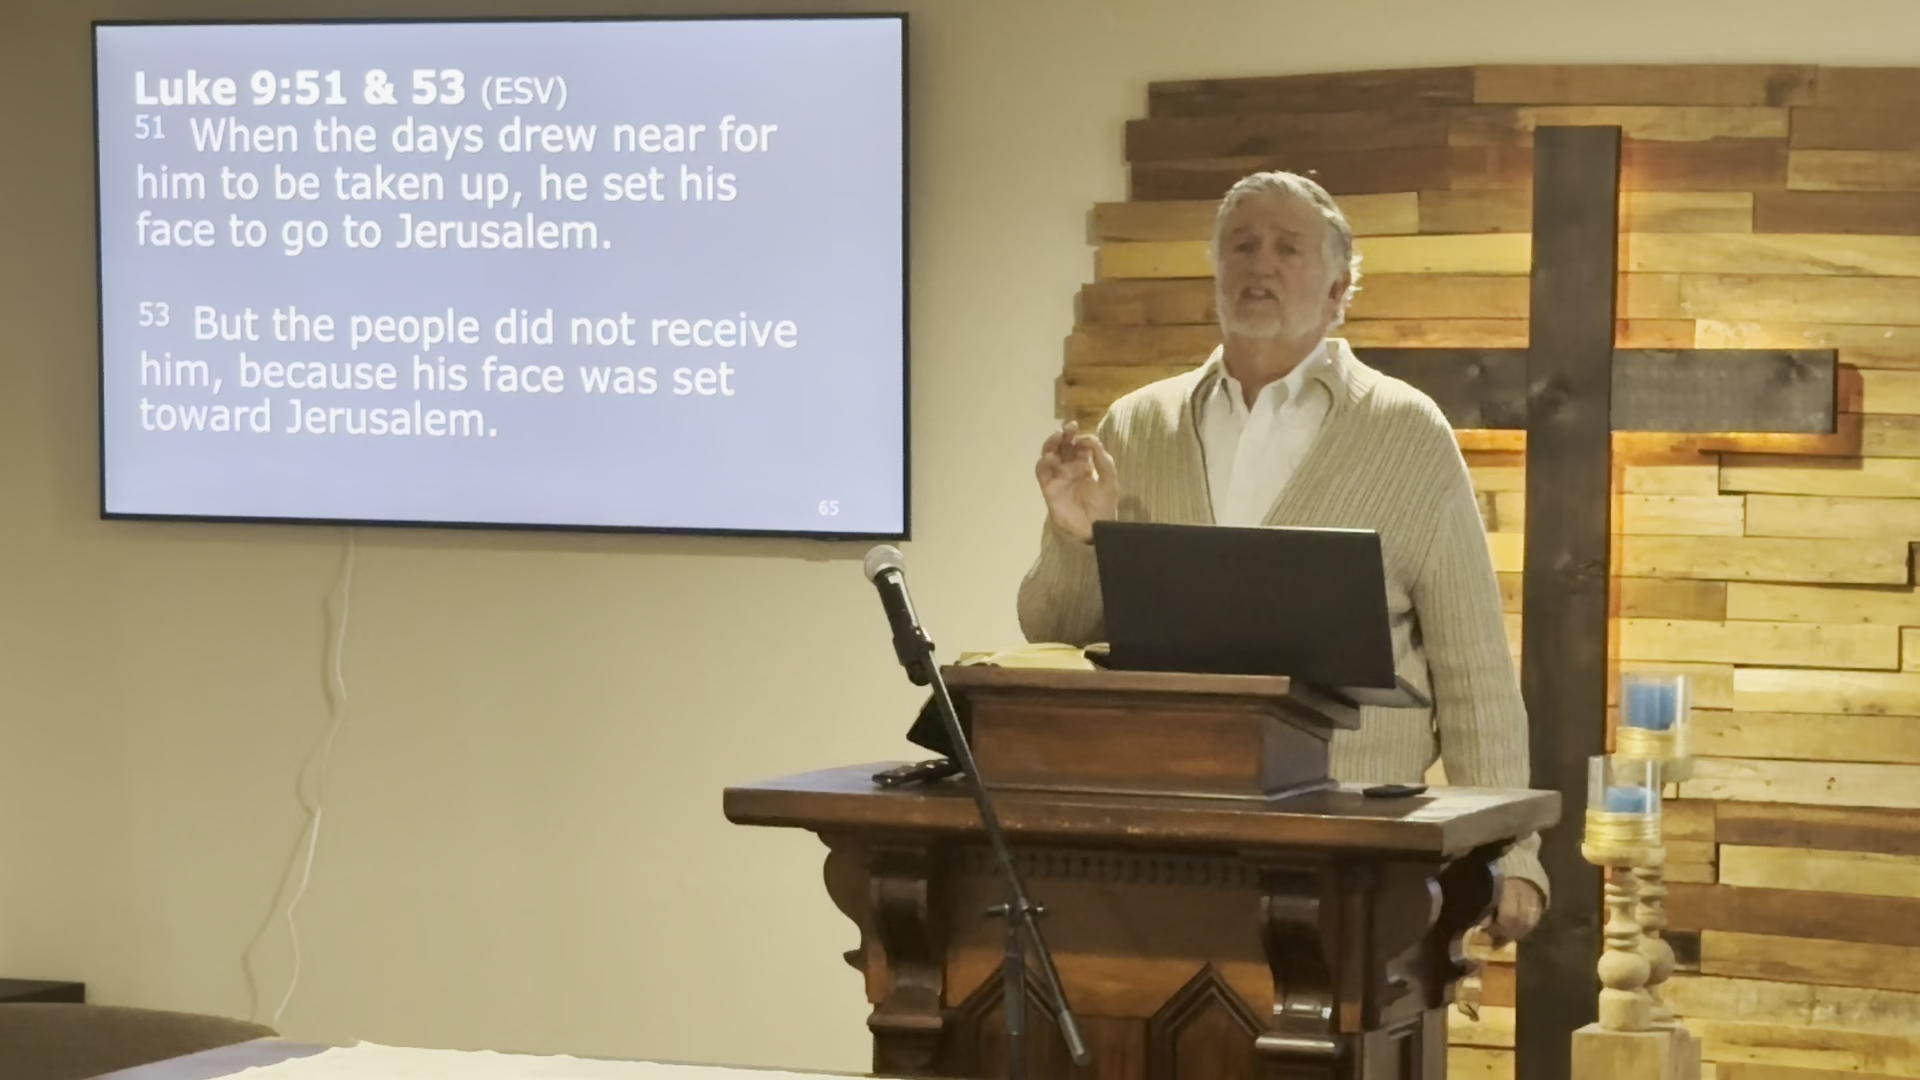 Luke 9:51 & 53 (ESV)
51 When the days drew near for
him to be taken up, he set his
face to go to Jerusalem.
53 But the people did not receive
him, because his face was set
toward Jerusalem.
65